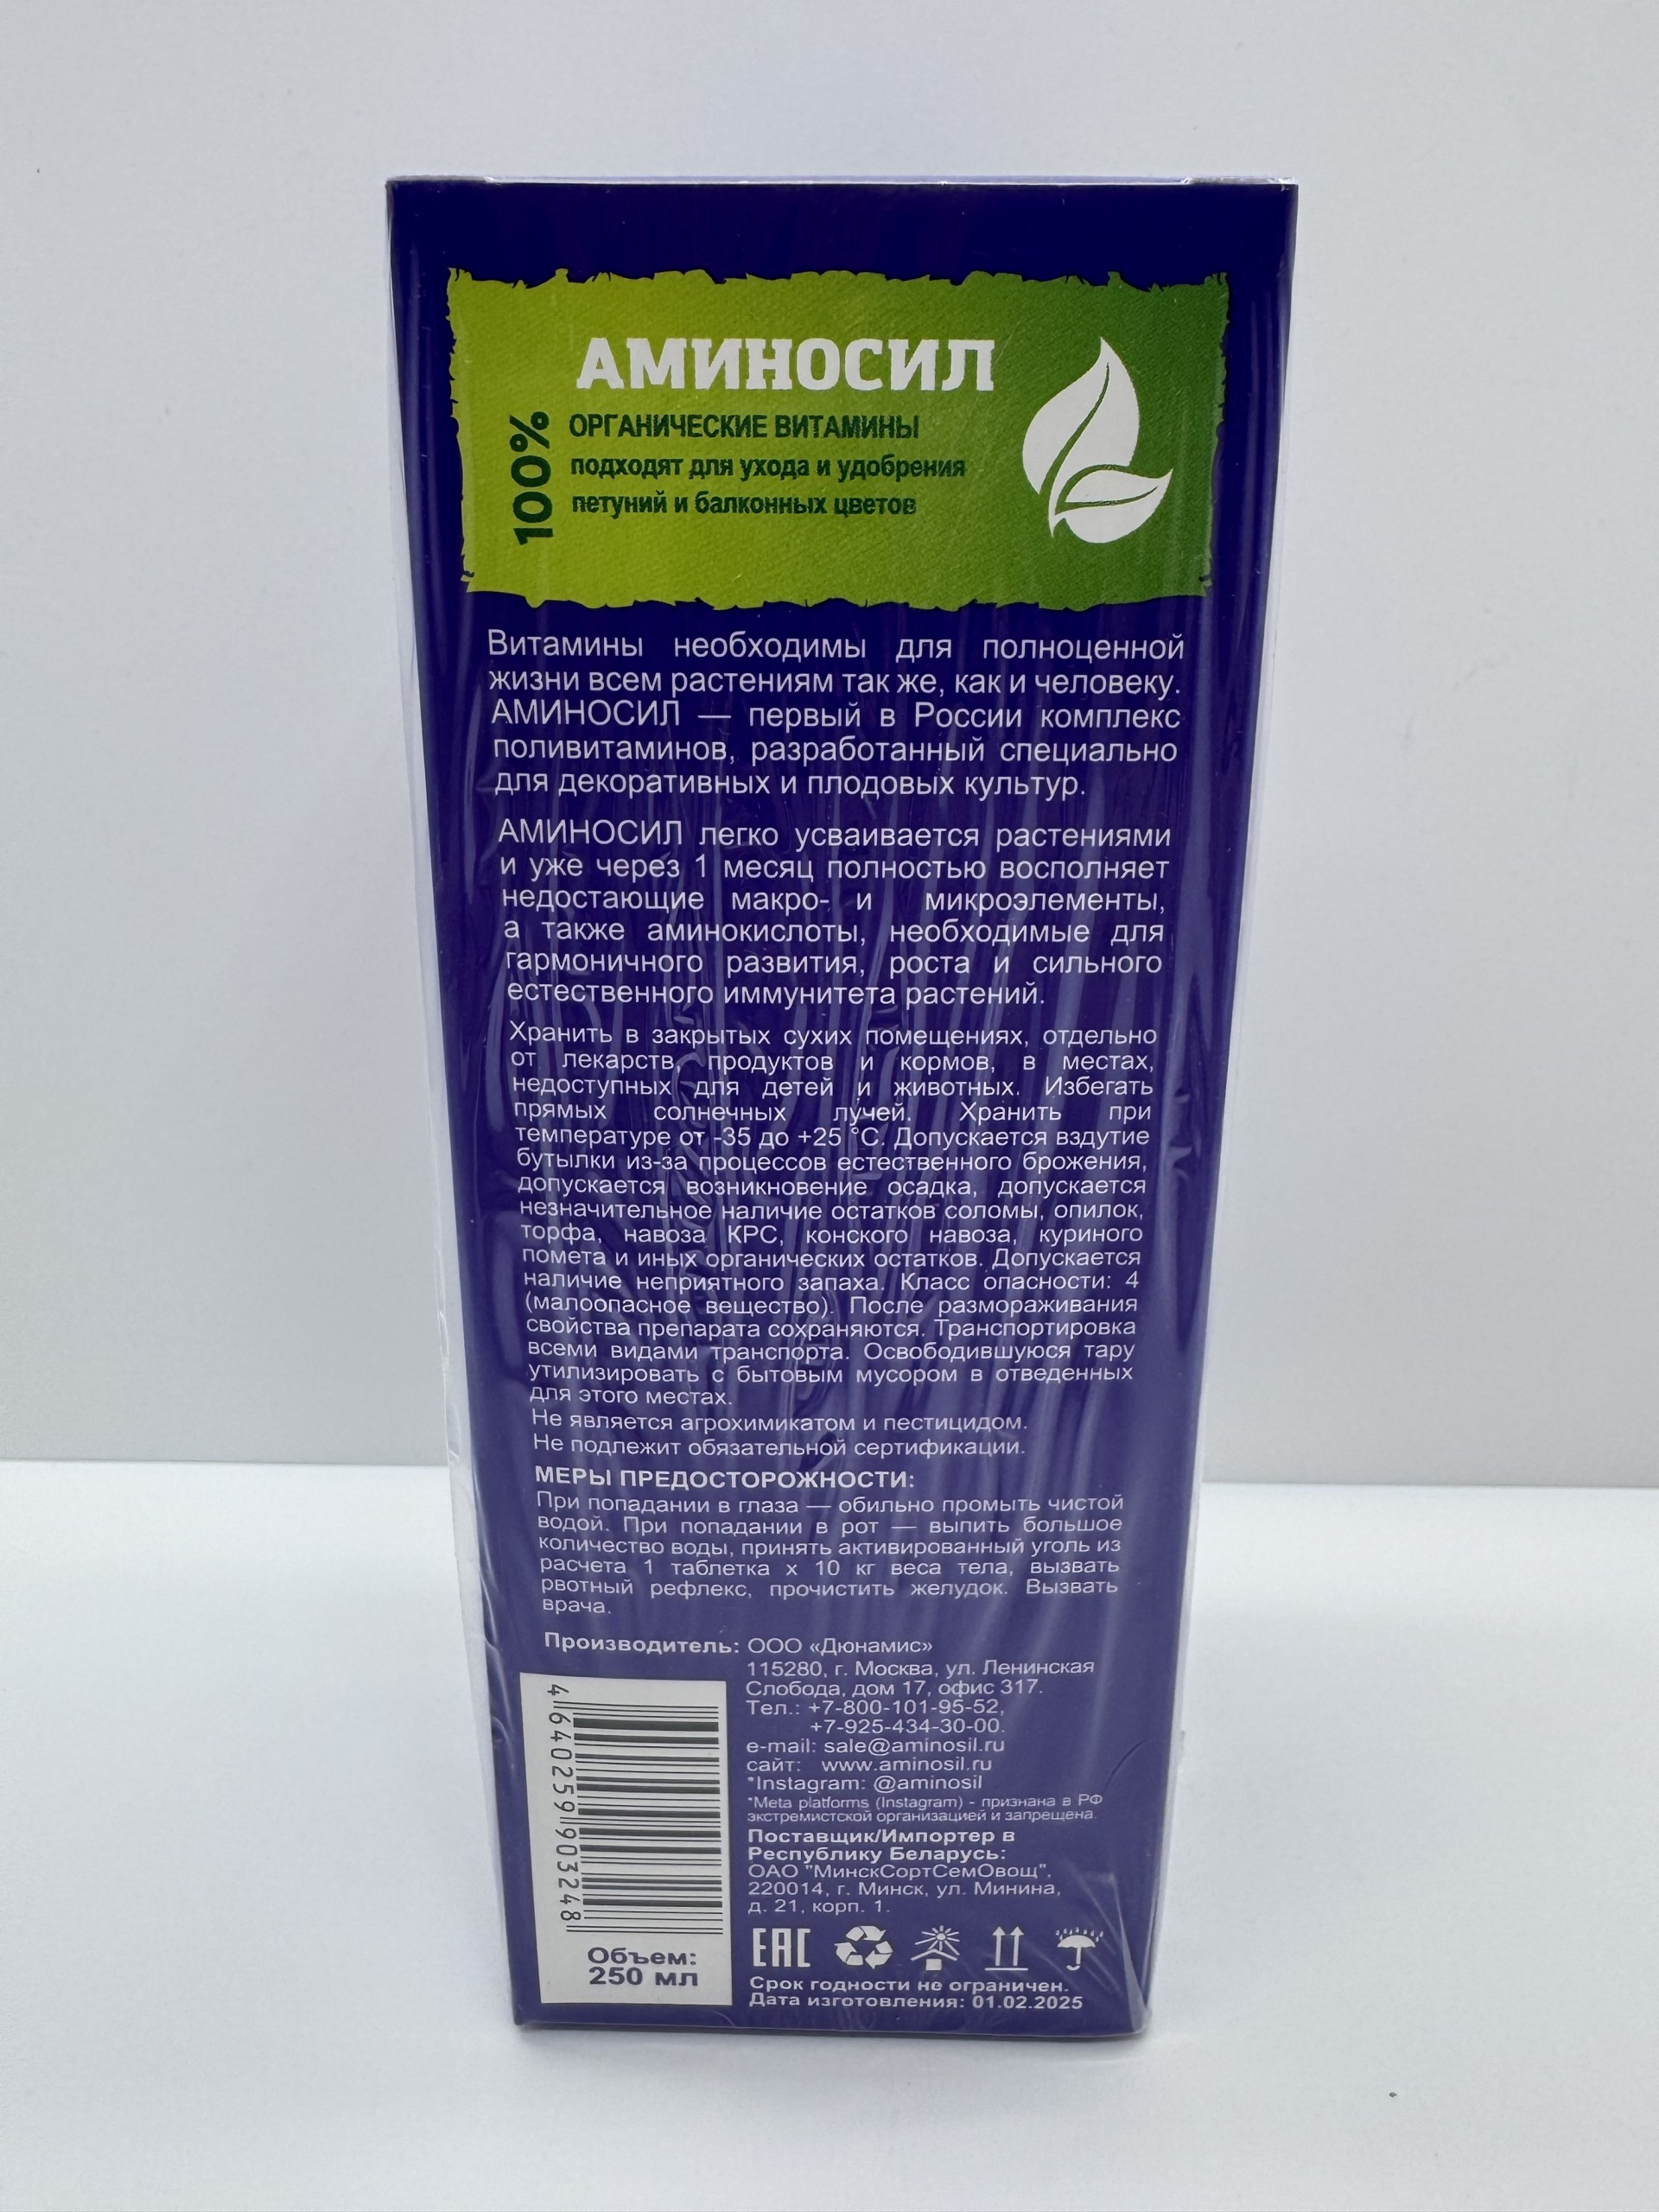 АМИНОСИЛ
100%
ОРГАНИЧЕСКИЕ ВИТАМИНЫ
подходят для ухода и удобрения
петуний и балконных цветов
Витамины необходимы для полноценной
жизни всем растениям так же, как и человеку.
АМИНОСИЛ — первый в России комплекс
поливитаминов, разработанный специально
для декоративных и плодовых культур.
АМИНОСИЛ легко усваивается растениями
и уже через 1 месяц полностью восполняет
недостающие макро- и микроэлементы,
а также аминокислоты, необходимые для
гармоничного развития, роста и сильного
естественного иммунитета растений.
Хранить в закрытых сухих помещениях, отдельно
от лекарств, продуктов и кормов, в местах,
недоступных для детей и животных. Избегать
прямых солнечных лучей. Хранить при
температуре от -35 до +25 °С. Допускается вздутие
бутылки из-за процессов естественного брожения,
допускается возникновение осадка, допускается
незначительное наличие остатков соломы, опилок,
торфа, навоза КРС, конского навоза, куриного
помета и иных органических остатков. Допускается
наличие неприятного запаха. Класс опасности: 4
(малоопасное вещество). После размораживания
свойства препарата сохраняются. Транспортировка
всеми видами транспорта. Освободившуюся тару
утилизировать с бытовым мусором в отведенных
для этого местах.
Не является агрохимикатом и пестицидом.
Не подлежит обязательной сертификации.
МЕРЫ ПРЕДОСТОРОЖНОСТИ:
При попадании в глаза — обильно промыть чистой
водой. При попадании в рот — выпить большое
количество воды, принять активированный уголь из
расчета 1 таблетка х 10 кг веса тела, вызвать
рвотный рефлекс, прочистить желудок. Вызвать
врача.
Производитель: ООО «Дюнамис»
115280, г. Москва, ул. Ленинская
Слобода, дом 17, офис 317.
Тел.: +7-800-101-95-52,
+7-925-434-30-00.
e-mail: sale@aminosil.ru
сайт: www.aminosil.ru
*Instagram: @aminosil
*Meta platforms (Instagram) - признана в РФ
экстремистской организацией и запрещена.
Поставщик/Импортер в
Республику Беларусь:
ОАО "МинскСортСемОвощ",
220014, г. Минск, ул. Минина,
д. 21, корп. 1.
EAC
Срок годности не ограничен.
Дата изготовления: 01.02.2025
4 640259 903248
Объем:
250 мл